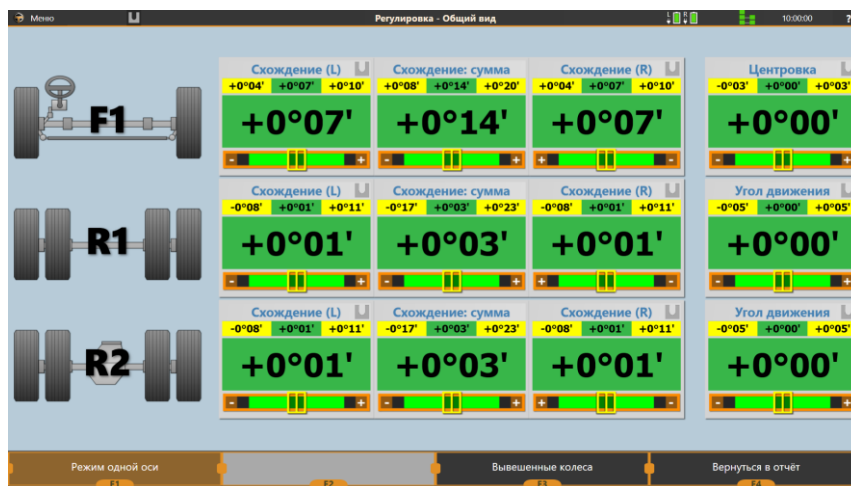 Меню Регулировка - Общий вид L R 10:00:00 ?
Схождение (L) Схождение: сумма Схождение (R) Центровка
+0°04' +0°07' +0°10' +0°08' +0°14' +0°20' +0°04' +0°07' +0°10' -0°03' +0°00' +0°03'
F1 +0°07' +0°14' +0°07' +0°00'
- + - + + - - +
Схождение (L) Схождение: сумма Схождение (R) Угол движения
-0°08' +0°01' +0°11' -0°17' +0°03' +0°23' -0°08' +0°01' +0°11' -0°05' +0°00' +0°05'
R1 +0°01' +0°03' +0°01' +0°00'
- + - + + - - +
Схождение (L) Схождение: сумма Схождение (R) Угол движения
-0°08' +0°01' +0°11' -0°17' +0°03' +0°23' -0°08' +0°01' +0°11' -0°05' +0°00' +0°05'
R2 +0°01' +0°03' +0°01' +0°00'
- + - + + - - +
Режим одной оси Вывешенные колеса Вернуться в отчёт
F1 F2 F3 F4